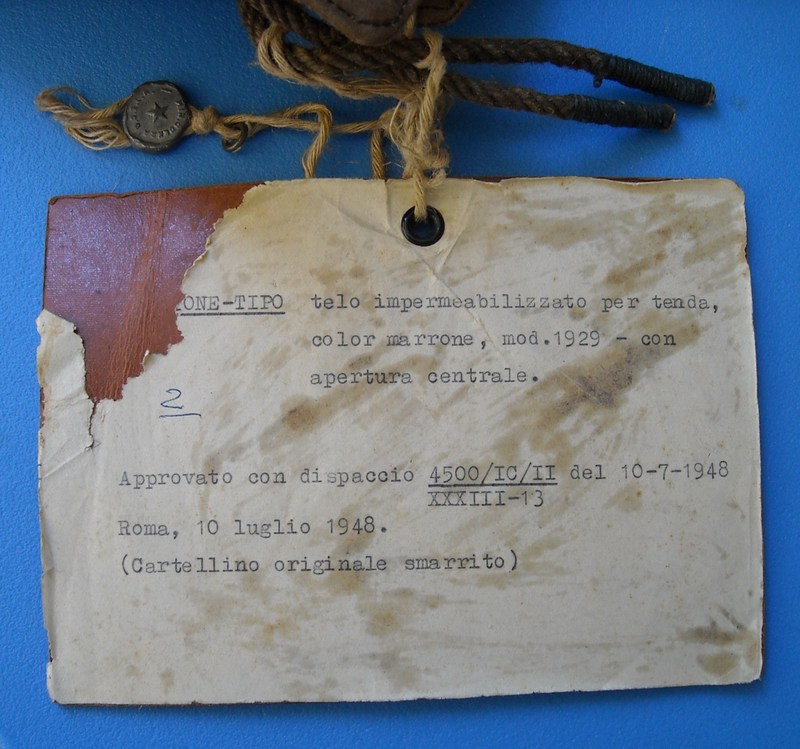 IONE-TIPO telo impermeabilizzato per tenda,
color marrone, mod.1929 - con
apertura centrale.
2
Approvato con dispaccio 4500/IC/II del 10-7-1948
XXXIII-13
Roma, 10 luglio 1948.
(Cartellino originale smarrito)